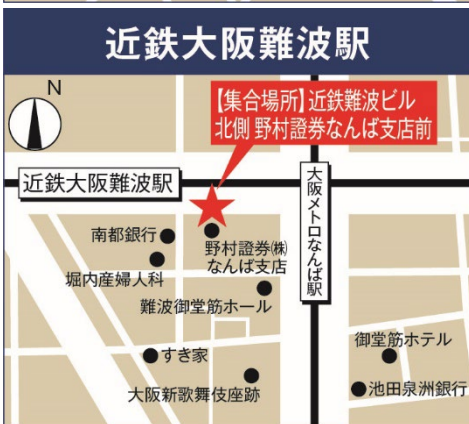 近鉄大阪難波駅
N
【集合場所】近鉄難波ビル
北側 野村證券なんば支店前
近鉄大阪難波駅
大阪メトロなんば駅
南都銀行
野村證券㈱
なんば支店
堀内産婦人科
難波御堂筋ホール
御堂筋ホテル
すき家
大阪新歌舞伎座跡
池田泉州銀行